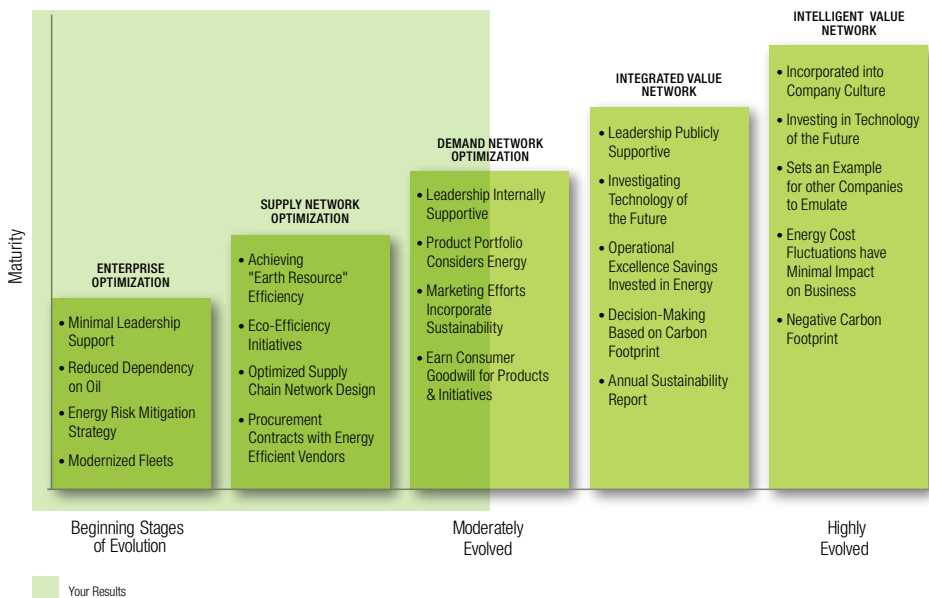 Maturity
ENTERPRISE
OPTIMIZATION
• Minimal Leadership
Support
• Reduced Dependency
on Oil
• Energy Risk Mitigation
Strategy
• Modernized Fleets
SUPPLY NETWORK
OPTIMIZATION
• Achieving
"Earth Resource"
Efficiency
• Eco-Efficiency
Initiatives
• Optimized Supply
Chain Network Design
• Procurement
Contracts with Energy
Efficient Vendors
DEMAND NETWORK
OPTIMIZATION
• Leadership Internally
Supportive
• Product Portfolio
Considers Energy
• Marketing Efforts
Incorporate
Sustainability
• Earn Consumer
Goodwill for Products
& Initiatives
INTEGRATED VALUE
NETWORK
• Leadership Publicly
Supportive
• Investigating
Technology of
the Future
• Operational
Excellence Savings
Invested in Energy
• Decision-Making
Based on Carbon
Footprint
• Annual Sustainability
Report
INTELLIGENT VALUE
NETWORK
• Incorporated into
Company Culture
• Investing in Technology
of the Future
• Sets an Example
for other Companies
to Emulate
• Energy Cost
Fluctuations have
Minimal Impact
on Business
• Negative Carbon
Footprint
Beginning Stages
of Evolution
Moderately
Evolved
Highly
Evolved
Your Results